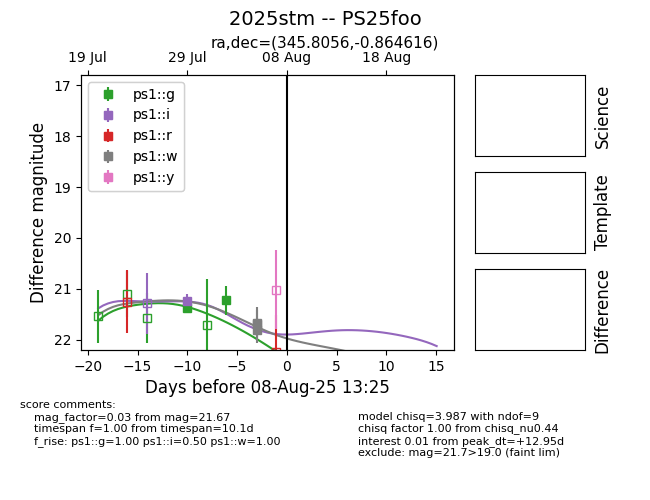 2025stm -- PS25foo
ra,dec=(345.8056,-0.864616)
19 Jul 29 Jul 08 Aug 18 Aug
17
18
19
20
21
22
Difference magnitude
ps1::g
ps1::i
ps1::r
ps1::w
ps1::y
−20 −15 −10 −5 0 5 10 15
Days before 08-Aug-25 13:25
Science
Template
Difference
score comments:
mag_factor=0.03 from mag=21.67
timespan f=1.00 from timespan=10.1d
f_rise: ps1::g=1.00 ps1::i=0.50 ps1::w=1.00
model chisq=3.987 with ndof=9
chisq factor 1.00 from chisq_nu0.44
interest 0.01 from peak_dt=+12.95d
exclude: mag=21.7>19.0 (faint lim)